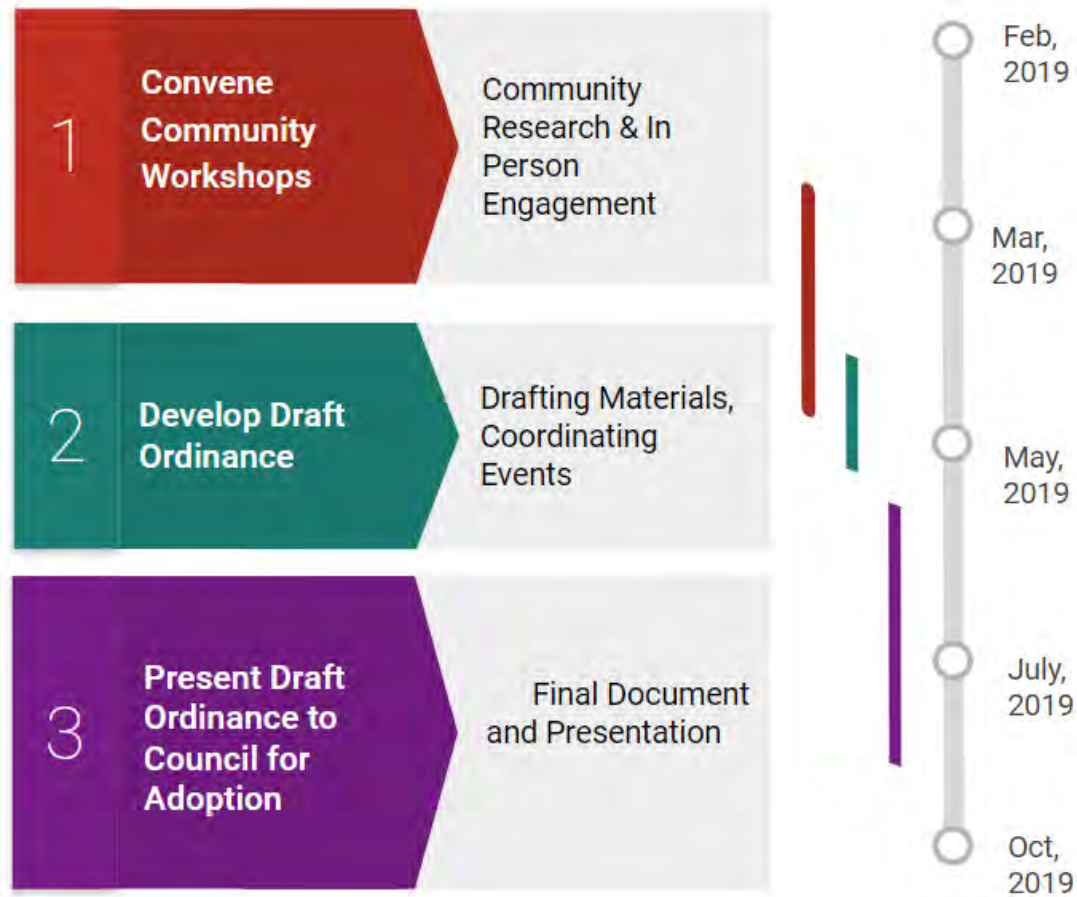 1
Convene
Community
Workshops
Community
Research & In
Person
Engagement
2
Develop Draft
Ordinance
Drafting Materials,
Coordinating
Events
3
Present Draft
Ordinance to
Council for
Adoption
Final Document
and Presentation
Feb,
2019
Mar,
2019
May,
2019
July,
2019
Oct,
2019